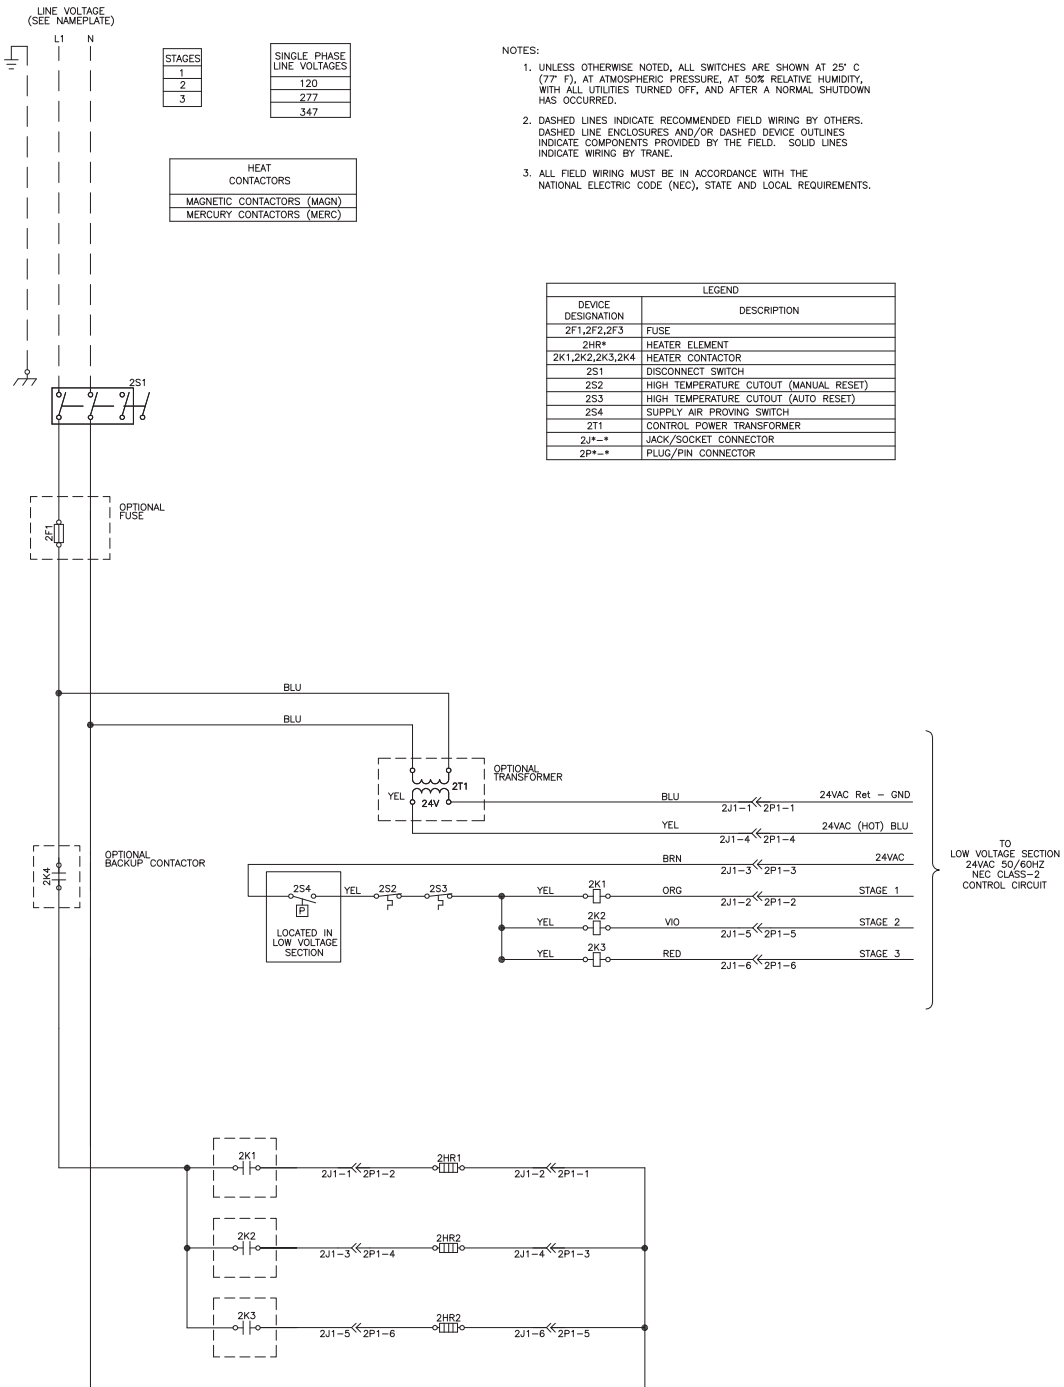 LINE VOLTAGE
(SEE NAMEPLATE)
L1 N
STAGES
1
2
3
SINGLE PHASE
LINE VOLTAGES
120
277
347
HEAT
CONTACTORS
MAGNETIC CONTACTORS (MAGN)
MERCURY CONTACTORS (MERC)
NOTES:
1. UNLESS OTHERWISE NOTED, ALL SWITCHES ARE SHOWN AT 25° C
(77° F), AT ATMOSPHERIC PRESSURE, AT 50% RELATIVE HUMIDITY,
WITH ALL UTILITIES TURNED OFF, AND AFTER A NORMAL SHUTDOWN
HAS OCCURRED.
2. DASHED LINES INDICATE RECOMMENDED FIELD WIRING BY OTHERS.
DASHED LINE ENCLOSURES AND/OR DASHED DEVICE OUTLINES
INDICATE COMPONENTS PROVIDED BY THE FIELD. SOLID LINES
INDICATE WIRING BY TRANE.
3. ALL FIELD WIRING MUST BE IN ACCORDANCE WITH THE
NATIONAL ELECTRIC CODE (NEC), STATE AND LOCAL REQUIREMENTS.
LEGEND
DEVICE
DESIGNATION
DESCRIPTION
2F1,2F2,2F3 FUSE
2HR* HEATER ELEMENT
2K1,2K2,2K3,2K4 HEATER CONTACTOR
2S1 DISCONNECT SWITCH
2S2 HIGH TEMPERATURE CUTOUT (MANUAL RESET)
2S3 HIGH TEMPERATURE CUTOUT (AUTO RESET)
2S4 SUPPLY AIR PROVING SWITCH
2T1 CONTROL POWER TRANSFORMER
2J*-* JACK/SOCKET CONNECTOR
2P*-* PLUG/PIN CONNECTOR
2S1
OPTIONAL
FUSE
2F1
BLU
BLU
OPTIONAL
TRANSFORMER
2T1
YEL
24V
BLU 2J1-1 2P1-1 24VAC Ret - GND
YEL 2J1-4 2P1-4 24VAC (HOT) BLU
BRN 2J1-3 2P1-3 24VAC
OPTIONAL
BACKUP CONTACTOR
2K4
2S4 YEL 2S2 2S3 YEL 2K1 ORG 2J1-2 2P1-2 STAGE 1
P
LOCATED IN
LOW VOLTAGE
SECTION
YEL 2K2 VIO 2J1-5 2P1-5 STAGE 2
YEL 2K3 RED 2J1-6 2P1-6 STAGE 3
TO
LOW VOLTAGE SECTION
24VAC 50/60HZ
NEC CLASS-2
CONTROL CIRCUIT
2K1 2J1-1 2P1-2 2HR1 2J1-2 2P1-1
2K2 2J1-3 2P1-4 2HR2 2J1-4 2P1-3
2K3 2J1-5 2P1-6 2HR2 2J1-6 2P1-5